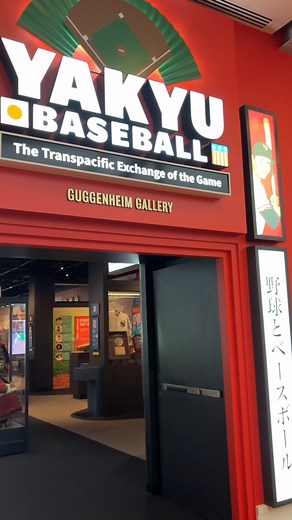 YAKYU
BASEBALL
The Transpacific Exchange of the Game
GUGGENHEIM GALLERY
野球とベースボール